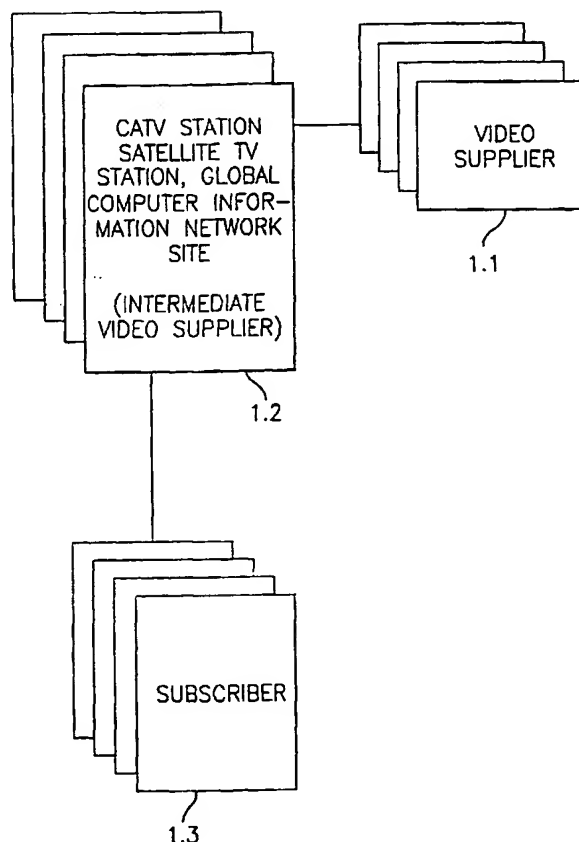 CATV STATION
SATELLITE TV
STATION, GLOBAL
COMPUTER INFOR-
MATION NETWORK
SITE
(INTERMEDIATE
VIDEO SUPPLIER)
1.2
VIDEO
SUPPLIER
1.1
SUBSCRIBER
1.3